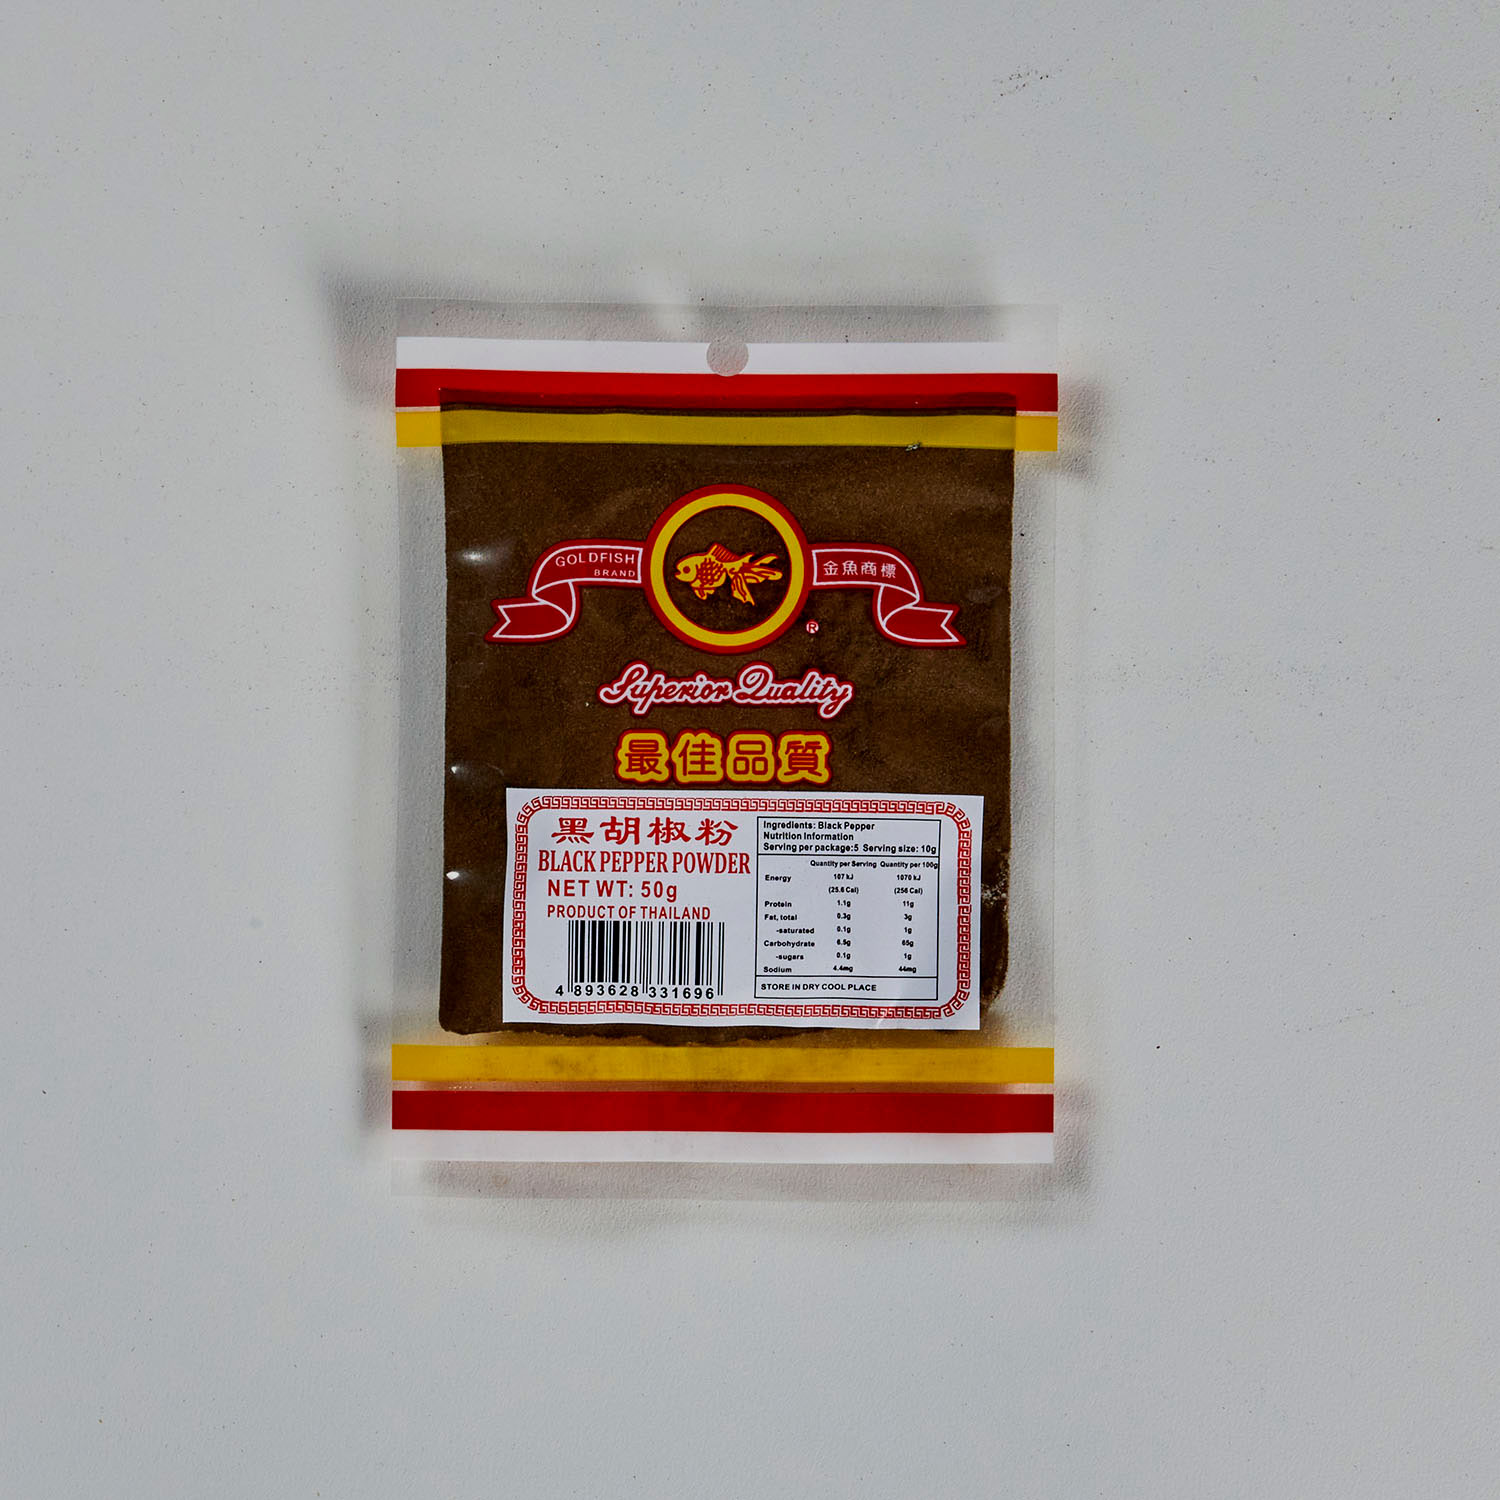 GOLDFISH
BRAND
金魚商標
®
Superior Quality
最佳品質
黑胡椒粉
BLACK PEPPER POWDER
NET WT: 50g
PRODUCT OF THAILAND
4 893628 331696
Ingredients: Black Pepper
Nutrition Information
Serving per package:5 Serving size: 10g
Quantity per Serving Quantity per 100g
Energy 107 kJ 1070 kJ
(25.6 Cal) (256 Cal)
Protein 1.1g 11g
Fat, total 0.3g 3g
-saturated 0.1g 1g
Carbohydrate 6.5g 65g
-sugars 0.1g 1g
Sodium 4.4mg 44mg
STORE IN DRY COOL PLACE